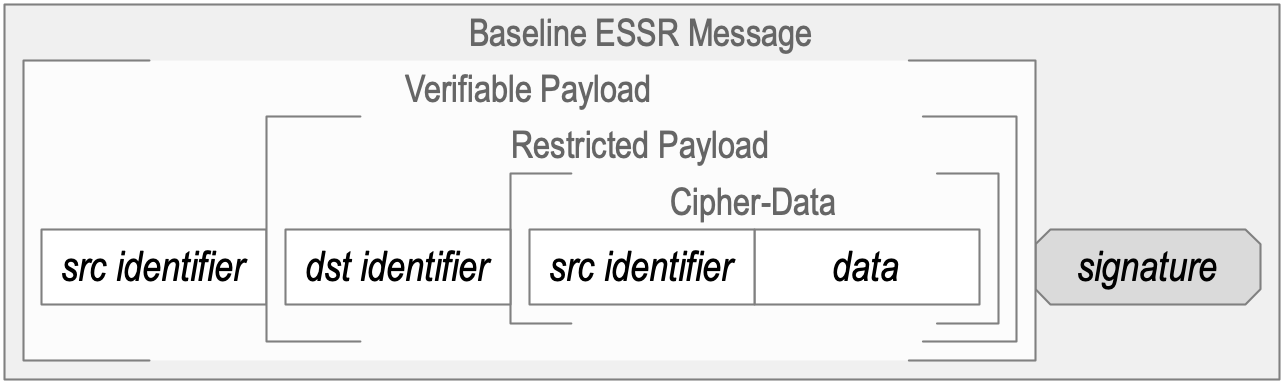 Baseline ESSR Message
Verifiable Payload
Restricted Payload
Cipher-Data
src identifier dst identifier src identifier data signature